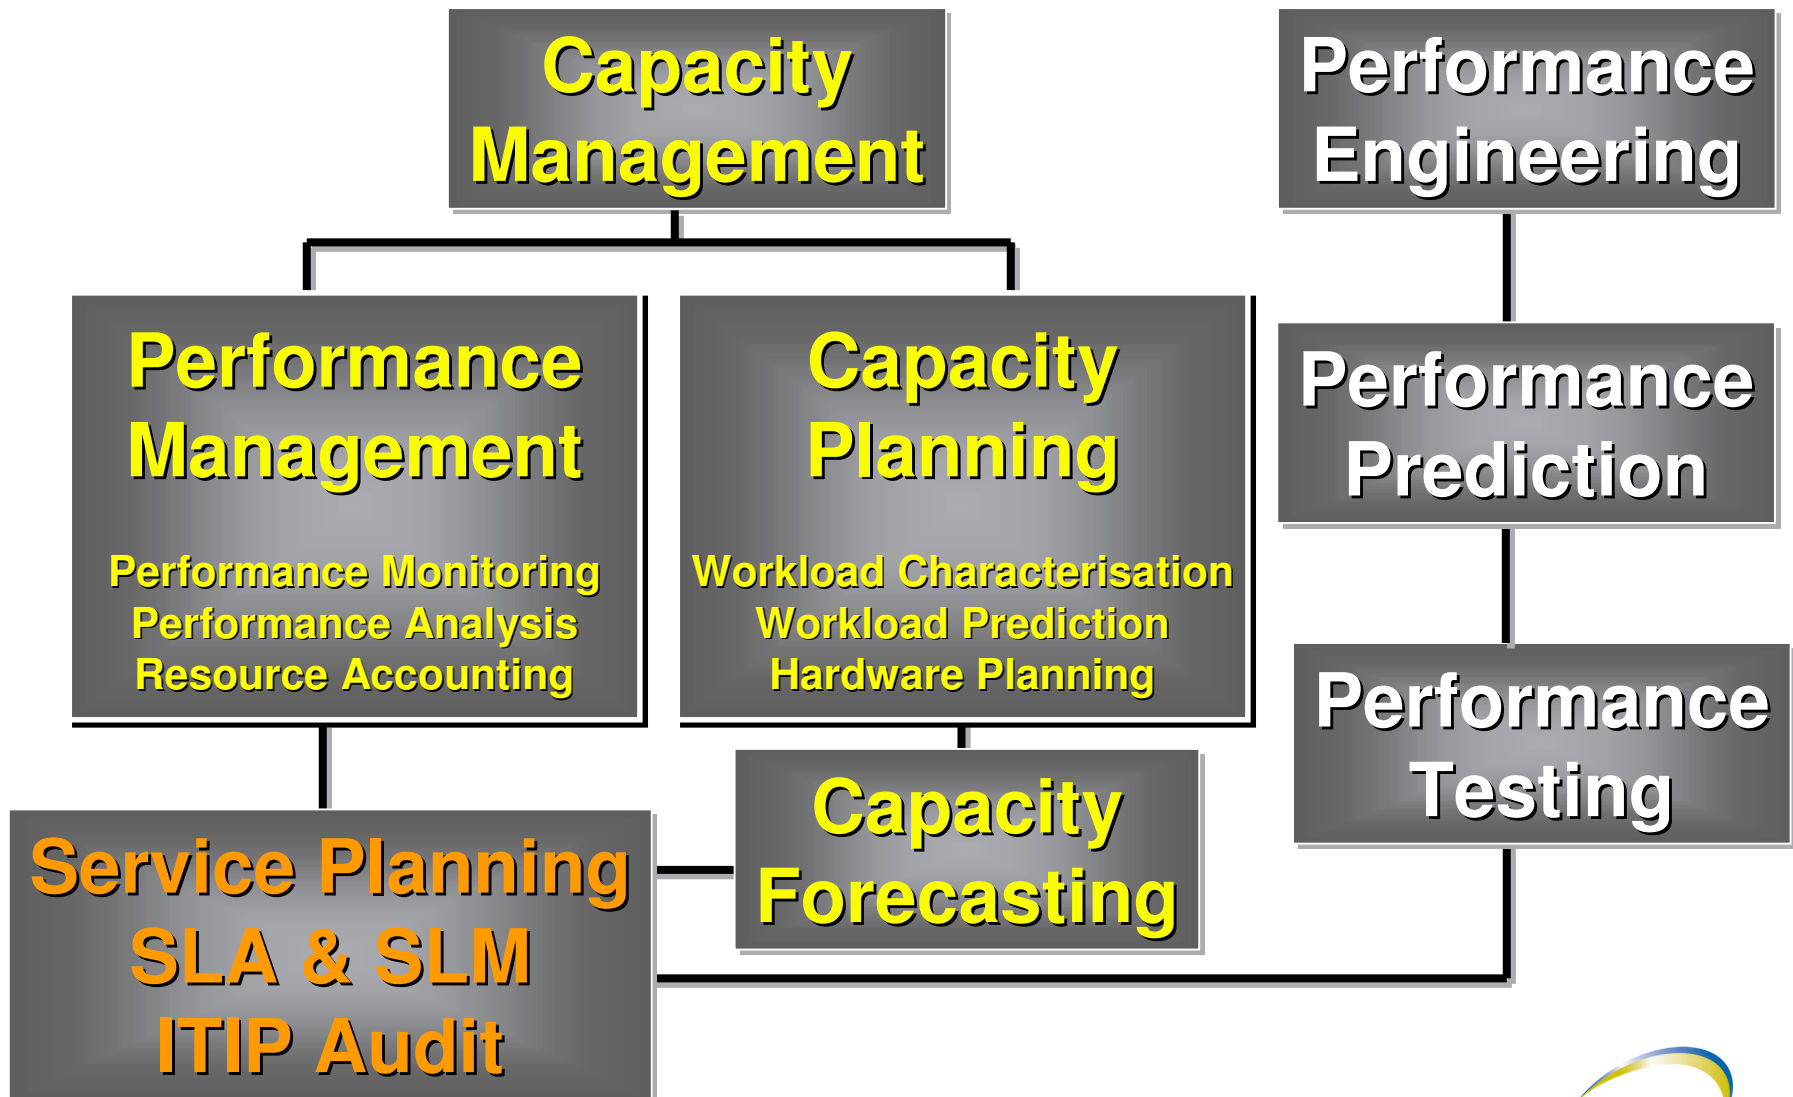 Capacity
Management
Performance
Engineering
Performance
Management
Performance Monitoring
Performance Analysis
Resource Accounting
Capacity
Planning
Workload Characterisation
Workload Prediction
Hardware Planning
Performance
Prediction
Performance
Testing
Capacity
Forecasting
Service Planning
SLA & SLM
ITIP Audit